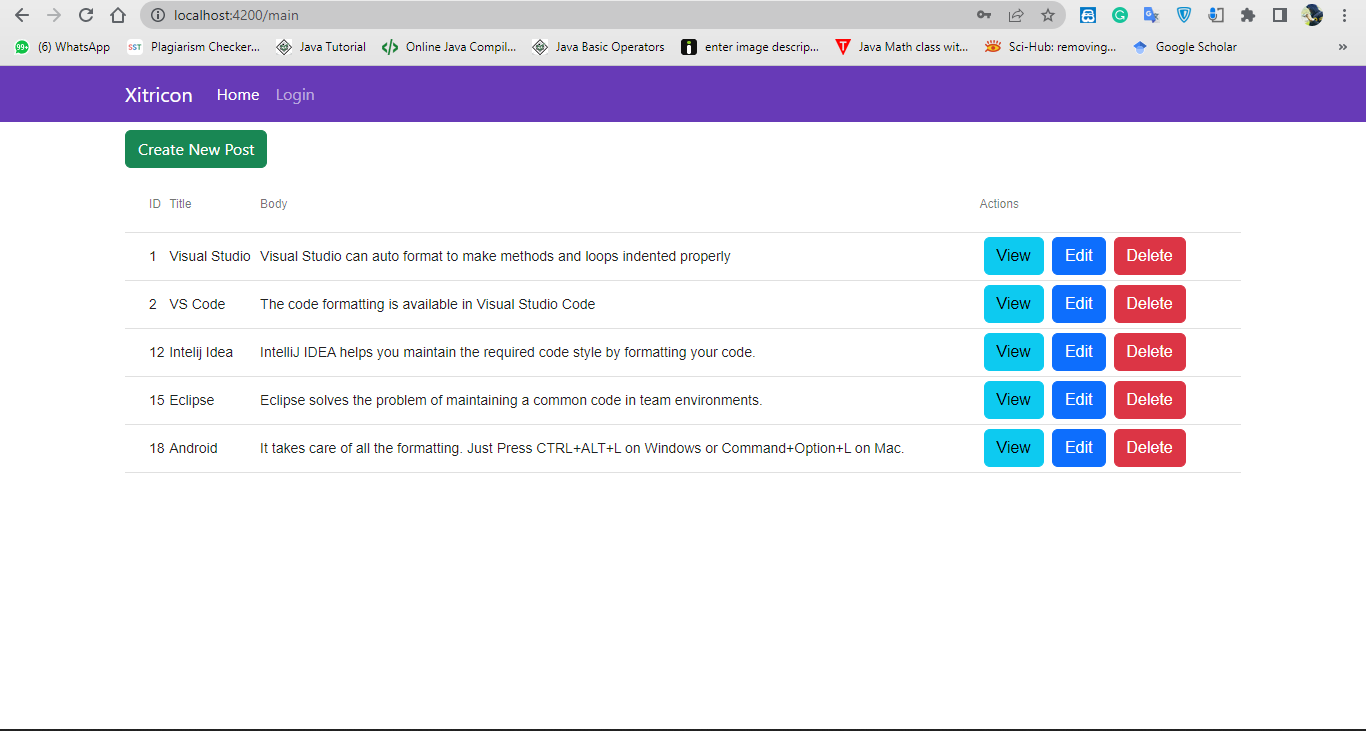 localhost:4200/main
99+ (6) WhatsApp SST Plagiarism Checker... Java Tutorial Online Java Compil... Java Basic Operators enter image descrip... Java Math class wit... Sci-Hub: removing... Google Scholar »
Xitricon Home Login
Create New Post
ID Title Body Actions
1 Visual Studio Visual Studio can auto format to make methods and loops indented properly View Edit Delete
2 VS Code The code formatting is available in Visual Studio Code View Edit Delete
12 Intelij Idea IntelliJ IDEA helps you maintain the required code style by formatting your code. View Edit Delete
15 Eclipse Eclipse solves the problem of maintaining a common code in team environments. View Edit Delete
18 Android It takes care of all the formatting. Just Press CTRL+ALT+L on Windows or Command+Option+L on Mac. View Edit Delete